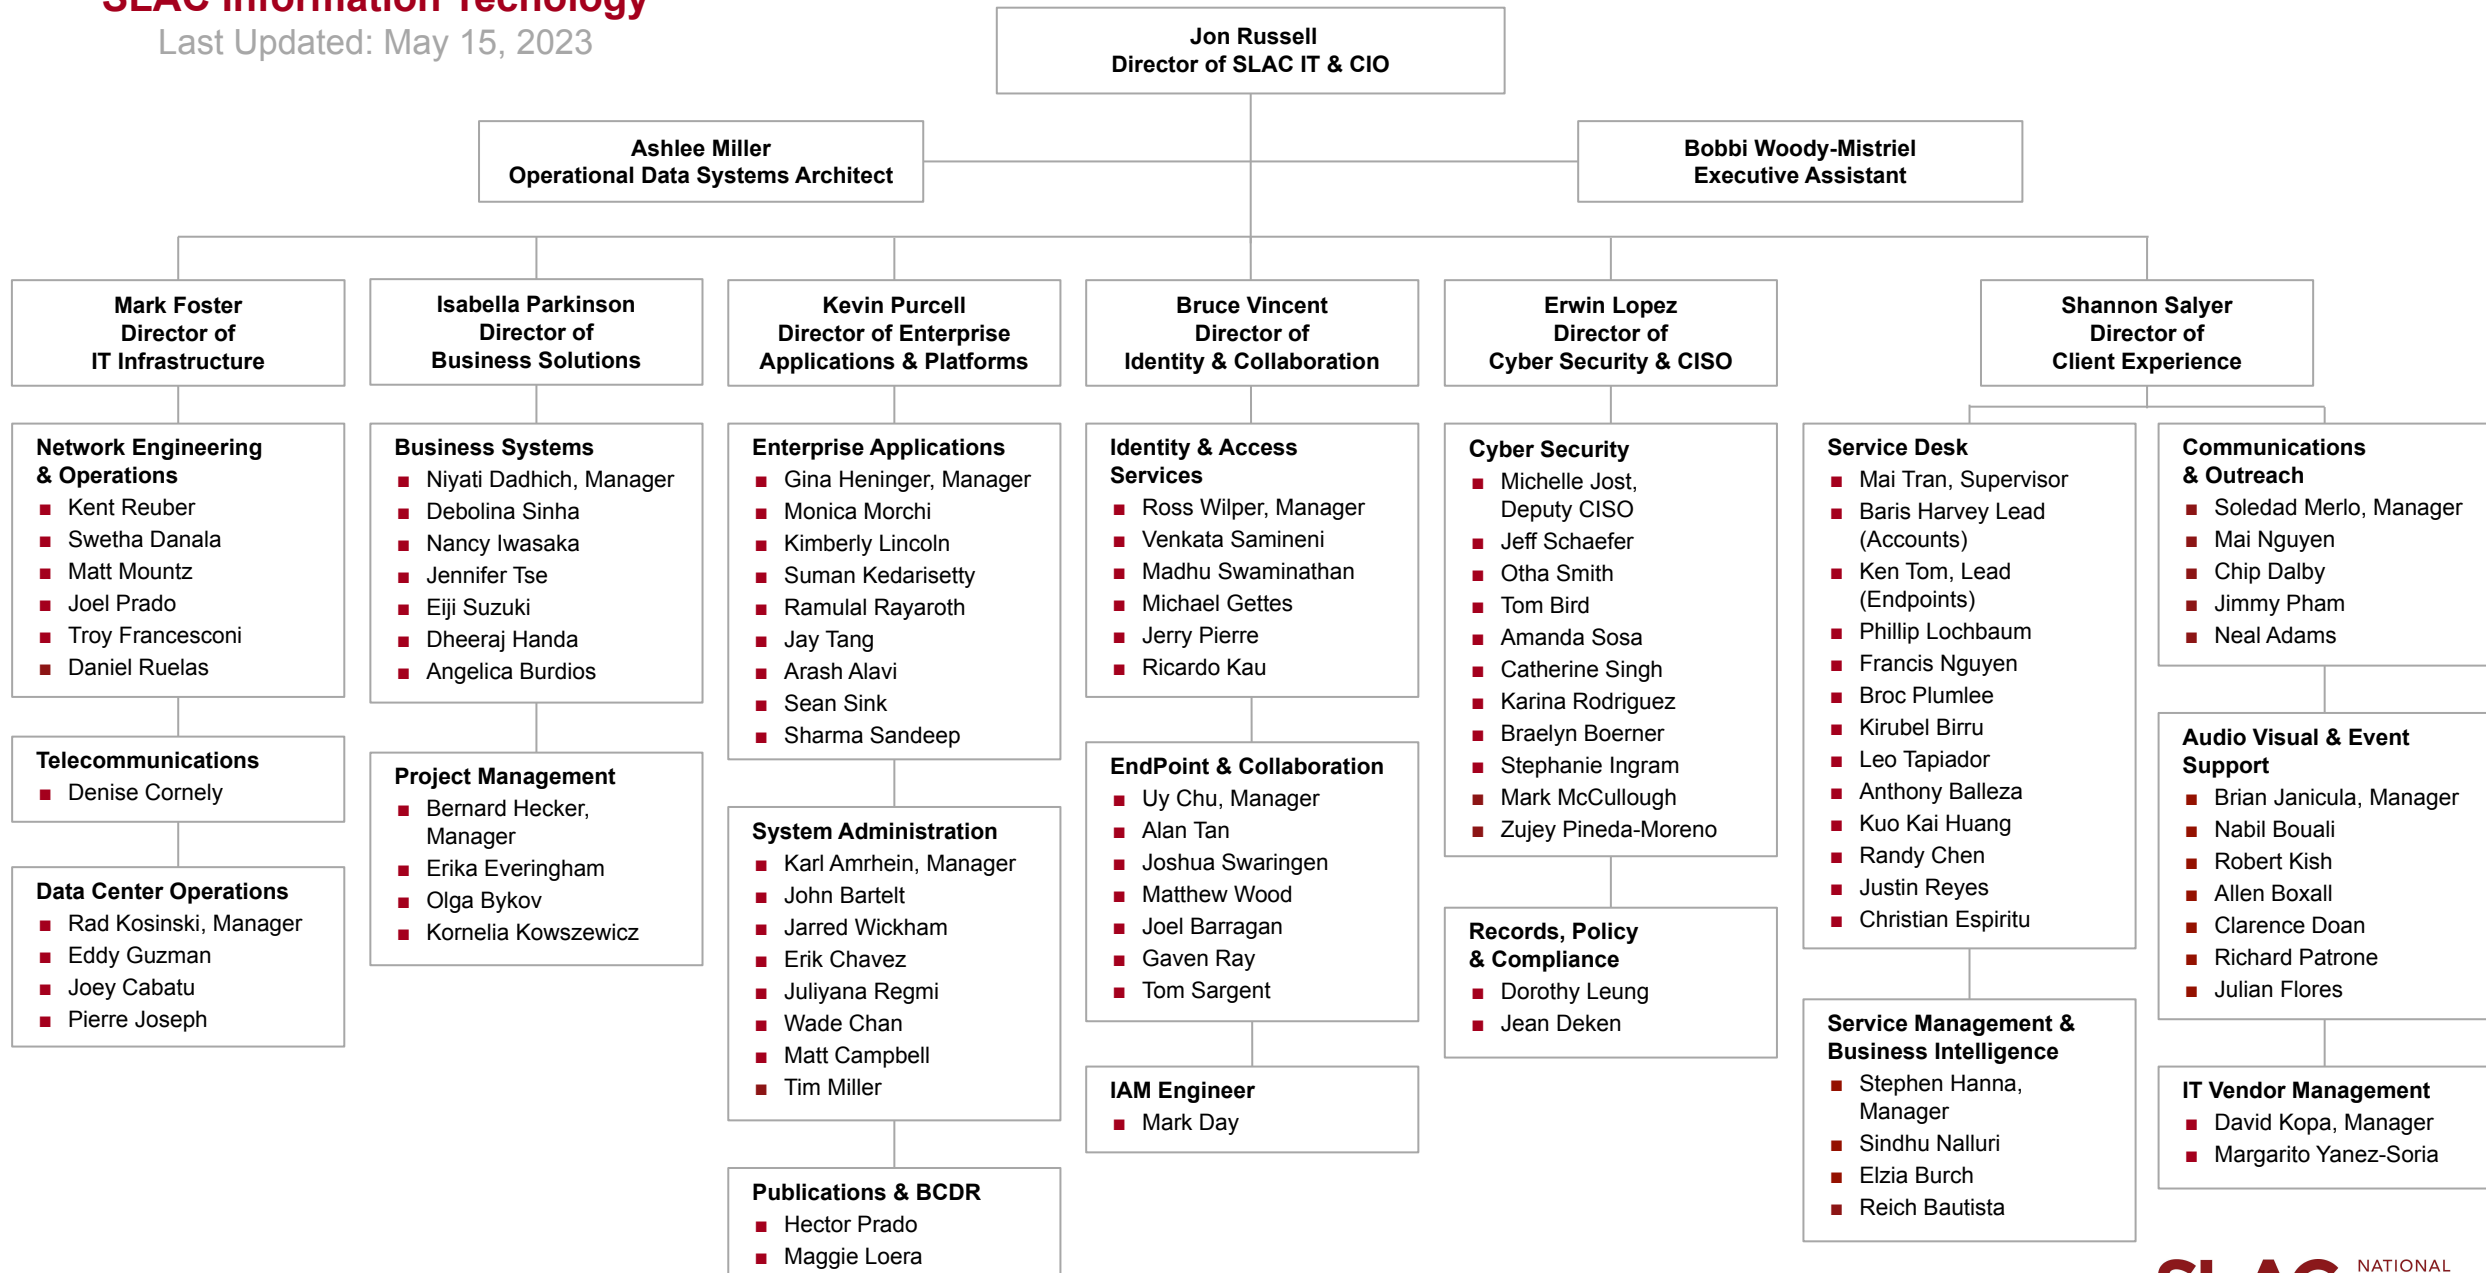 SLAC Information Techology
Last Updated: May 15, 2023
Jon Russell
Director of SLAC IT & CIO
Ashlee Miller
Operational Data Systems Architect
Bobbi Woody-Mistriel
Executive Assistant
Mark Foster
Director of
IT Infrastructure
Network Engineering
& Operations
Kent Reuber
Swetha Danala
Matt Mountz
Joel Prado
Troy Francesconi
Daniel Ruelas
Telecommunications
Denise Cornely
Data Center Operations
Rad Kosinski, Manager
Eddy Guzman
Joey Cabatu
Pierre Joseph
Isabella Parkinson
Director of
Business Solutions
Business Systems
Niyati Dadhich, Manager
Debolina Sinha
Nancy Iwasaka
Jennifer Tse
Eiji Suzuki
Dheeraj Handa
Angelica Burdios
Project Management
Bernard Hecker,
Manager
Erika Everingham
Olga Bykov
Kornelia Kowszewicz
Kevin Purcell
Director of Enterprise
Applications & Platforms
Enterprise Applications
Gina Heninger, Manager
Monica Morchi
Kimberly Lincoln
Suman Kedarisetty
Ramulal Rayaroth
Jay Tang
Arash Alavi
Sean Sink
Sharma Sandeep
System Administration
Karl Amrhein, Manager
John Bartelt
Jarred Wickham
Erik Chavez
Juliyana Regmi
Wade Chan
Matt Campbell
Tim Miller
Publications & BCDR
Hector Prado
Maggie Loera
Bruce Vincent
Director of
Identity & Collaboration
Identity & Access
Services
Ross Wilper, Manager
Venkata Samineni
Madhu Swaminathan
Michael Gettes
Jerry Pierre
Ricardo Kau
EndPoint & Collaboration
Uy Chu, Manager
Alan Tan
Joshua Swaringen
Matthew Wood
Joel Barragan
Gaven Ray
Tom Sargent
IAM Engineer
Mark Day
Erwin Lopez
Director of
Cyber Security & CISO
Cyber Security
Michelle Jost,
Deputy CISO
Jeff Schaefer
Otha Smith
Tom Bird
Amanda Sosa
Catherine Singh
Karina Rodriguez
Braelyn Boerner
Stephanie Ingram
Mark McCullough
Zujey Pineda-Moreno
Records, Policy
& Compliance
Dorothy Leung
Jean Deken
Shannon Salyer
Director of
Client Experience
Service Desk
Mai Tran, Supervisor
Baris Harvey Lead
(Accounts)
Ken Tom, Lead
(Endpoints)
Phillip Lochbaum
Francis Nguyen
Broc Plumlee
Kirubel Birru
Leo Tapiador
Anthony Balleza
Kuo Kai Huang
Randy Chen
Justin Reyes
Christian Espiritu
Service Management &
Business Intelligence
Stephen Hanna,
Manager
Sindhu Nalluri
Elzia Burch
Reich Bautista
Communications
& Outreach
Soledad Merlo, Manager
Mai Nguyen
Chip Dalby
Jimmy Pham
Neal Adams
Audio Visual & Event
Support
Brian Janicula, Manager
Nabil Bouali
Robert Kish
Allen Boxall
Clarence Doan
Richard Patrone
Julian Flores
IT Vendor Management
David Kopa, Manager
Margarito Yanez-Soria
SLAC NATIONAL